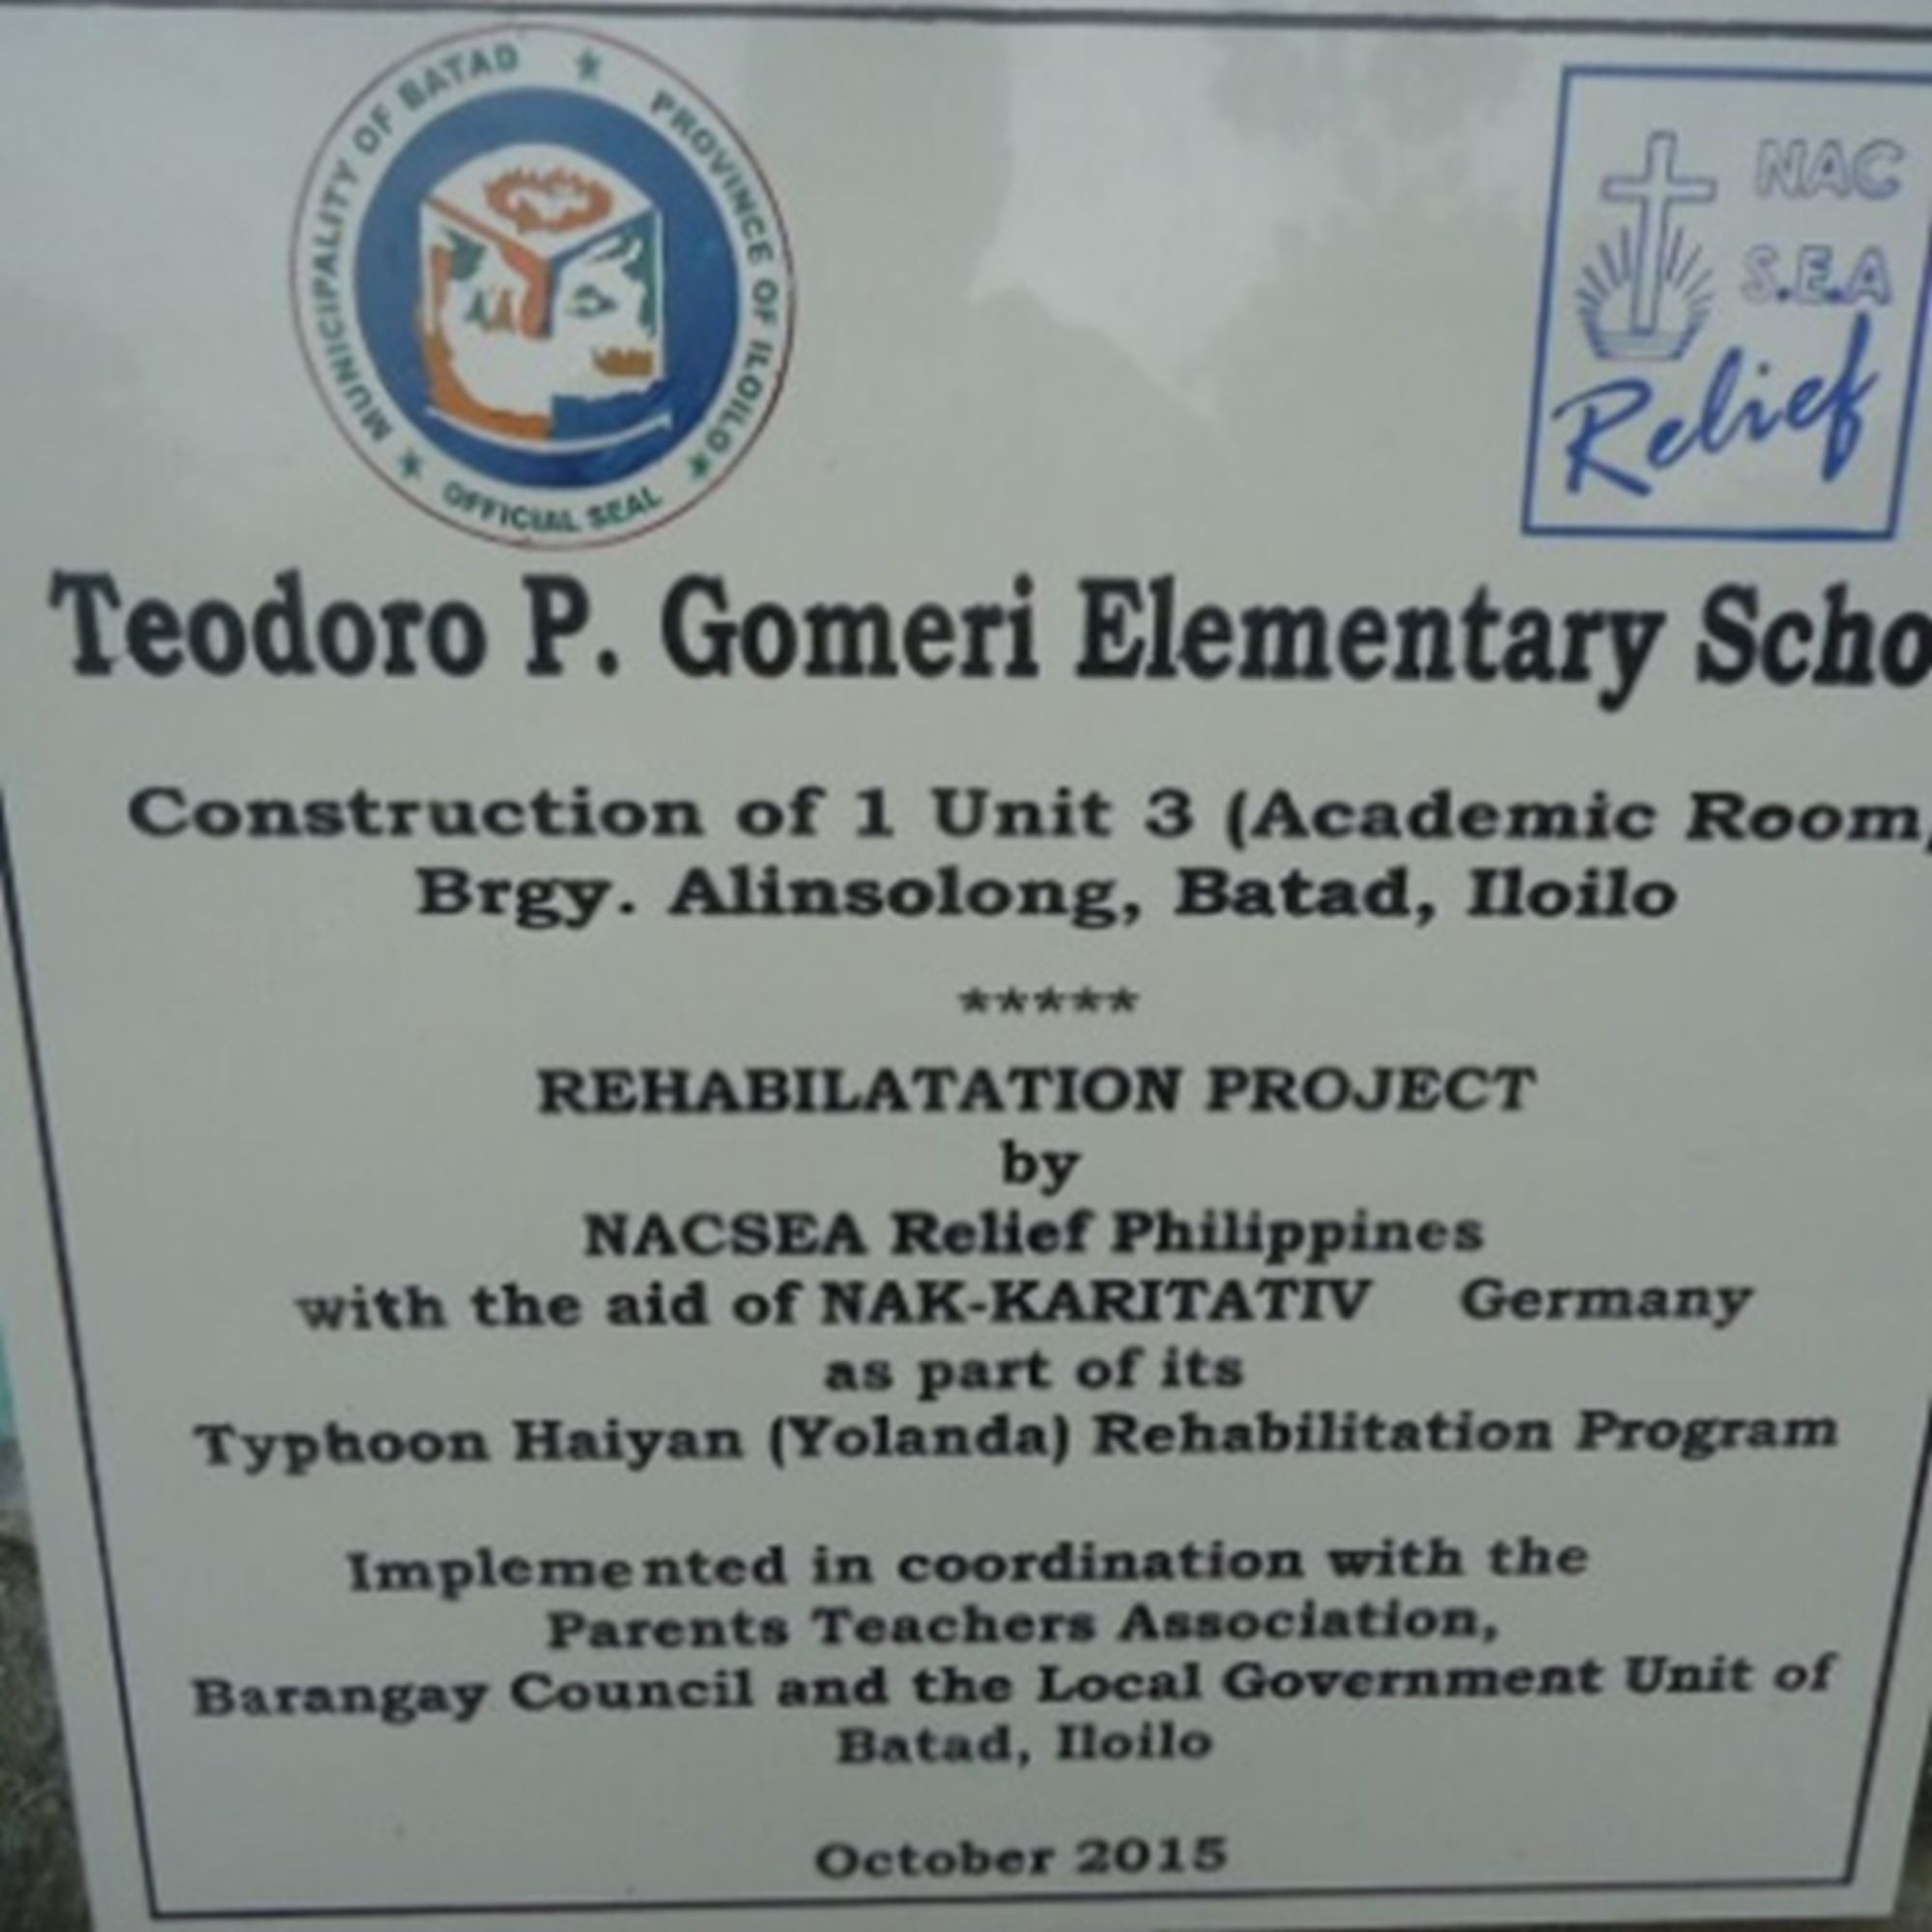 MUNICIPALITY OF BATAD
PROVINCE OF ILOILO
OFFICIAL SEAL
NAC
S.E.A
Relief
Teodoro P. Gomeri Elementary Scho
Construction of 1 Unit 3 (Academic Room)
Brgy. Alinsolong, Batad, Iloilo
*****
REHABILATATION PROJECT
by
NACSEA Relief Philippines
with the aid of NAK-KARITATIV Germany
as part of its
Typhoon Haiyan (Yolanda) Rehabilitation Program
Implemented in coordination with the
Parents Teachers Association,
Barangay Council and the Local Government Unit of
Batad, Iloilo
October 2015